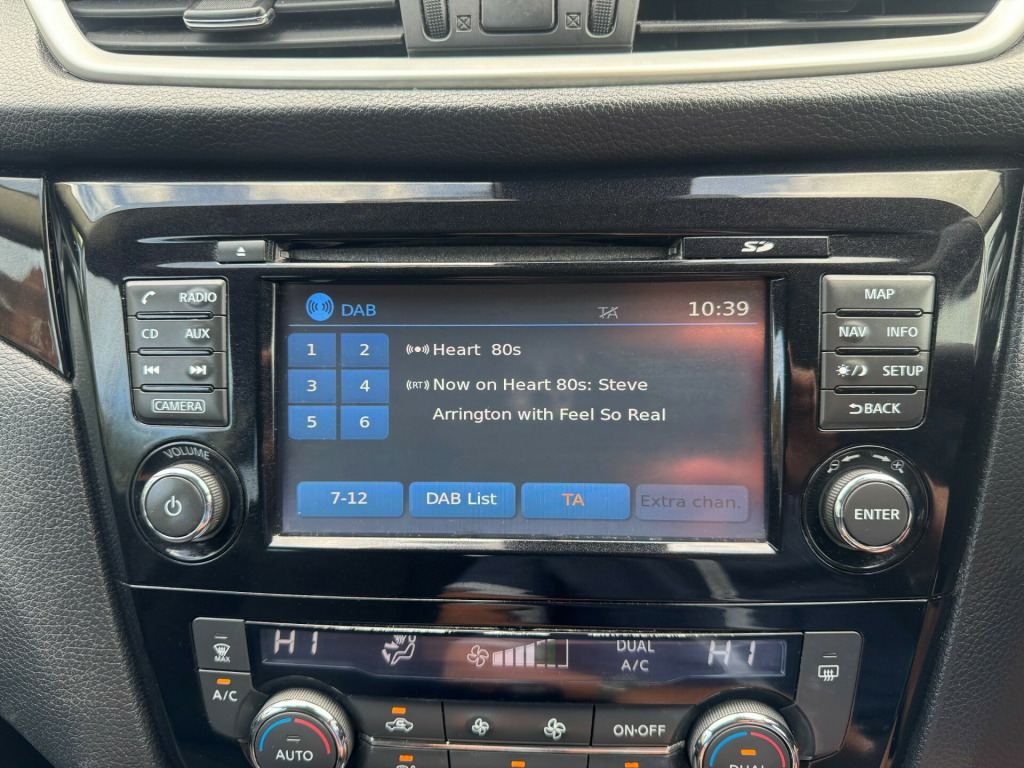 SD
RADIO
CD AUX
CAMERA
VOLUME
DAB TA 10:39
1 2
3 4
5 6
Heart 80s
(RT) Now on Heart 80s: Steve
Arrington with Feel So Real
7-12 DAB List TA Extra chan.
MAP
NAV INFO
SETUP
BACK
ENTER
MAX
A/C
HI
DUAL
A/C
HI
AUTO
ON·OFF
DUAL